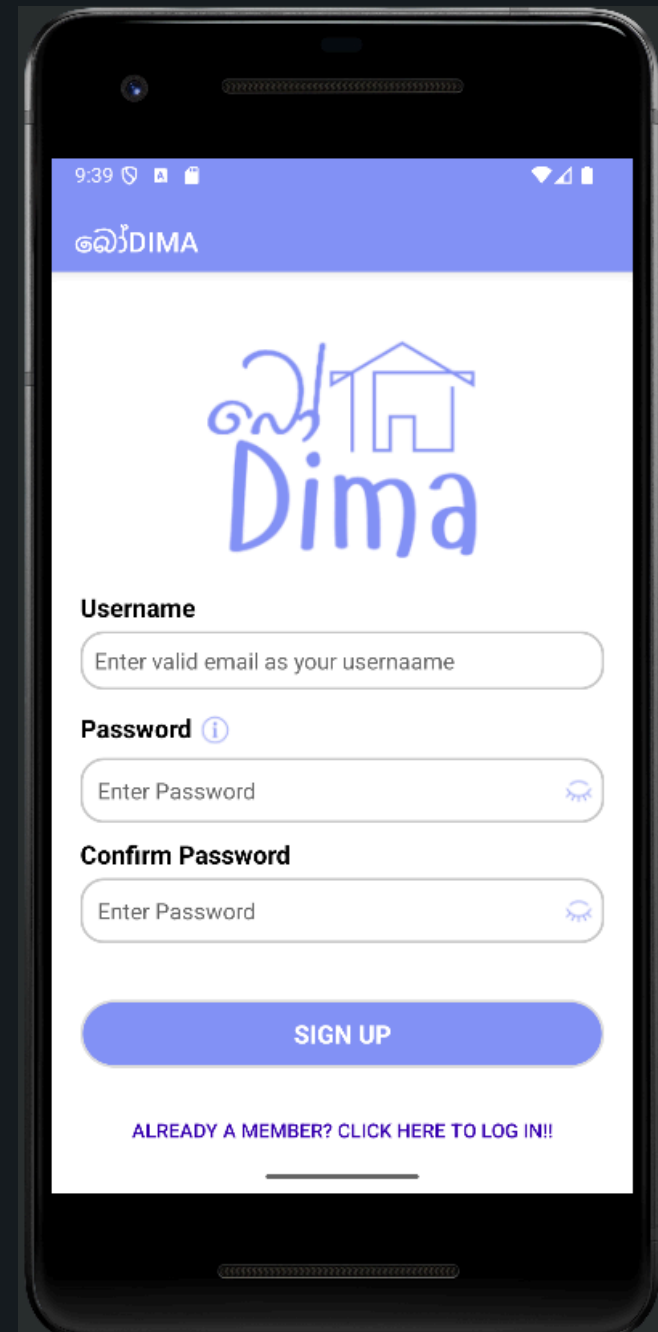 9:39
බෝDIMA
බෝ
Dima
Username
Enter valid email as your usernaame
Password
Enter Password
Confirm Password
Enter Password
SIGN UP
ALREADY A MEMBER? CLICK HERE TO LOG IN!!